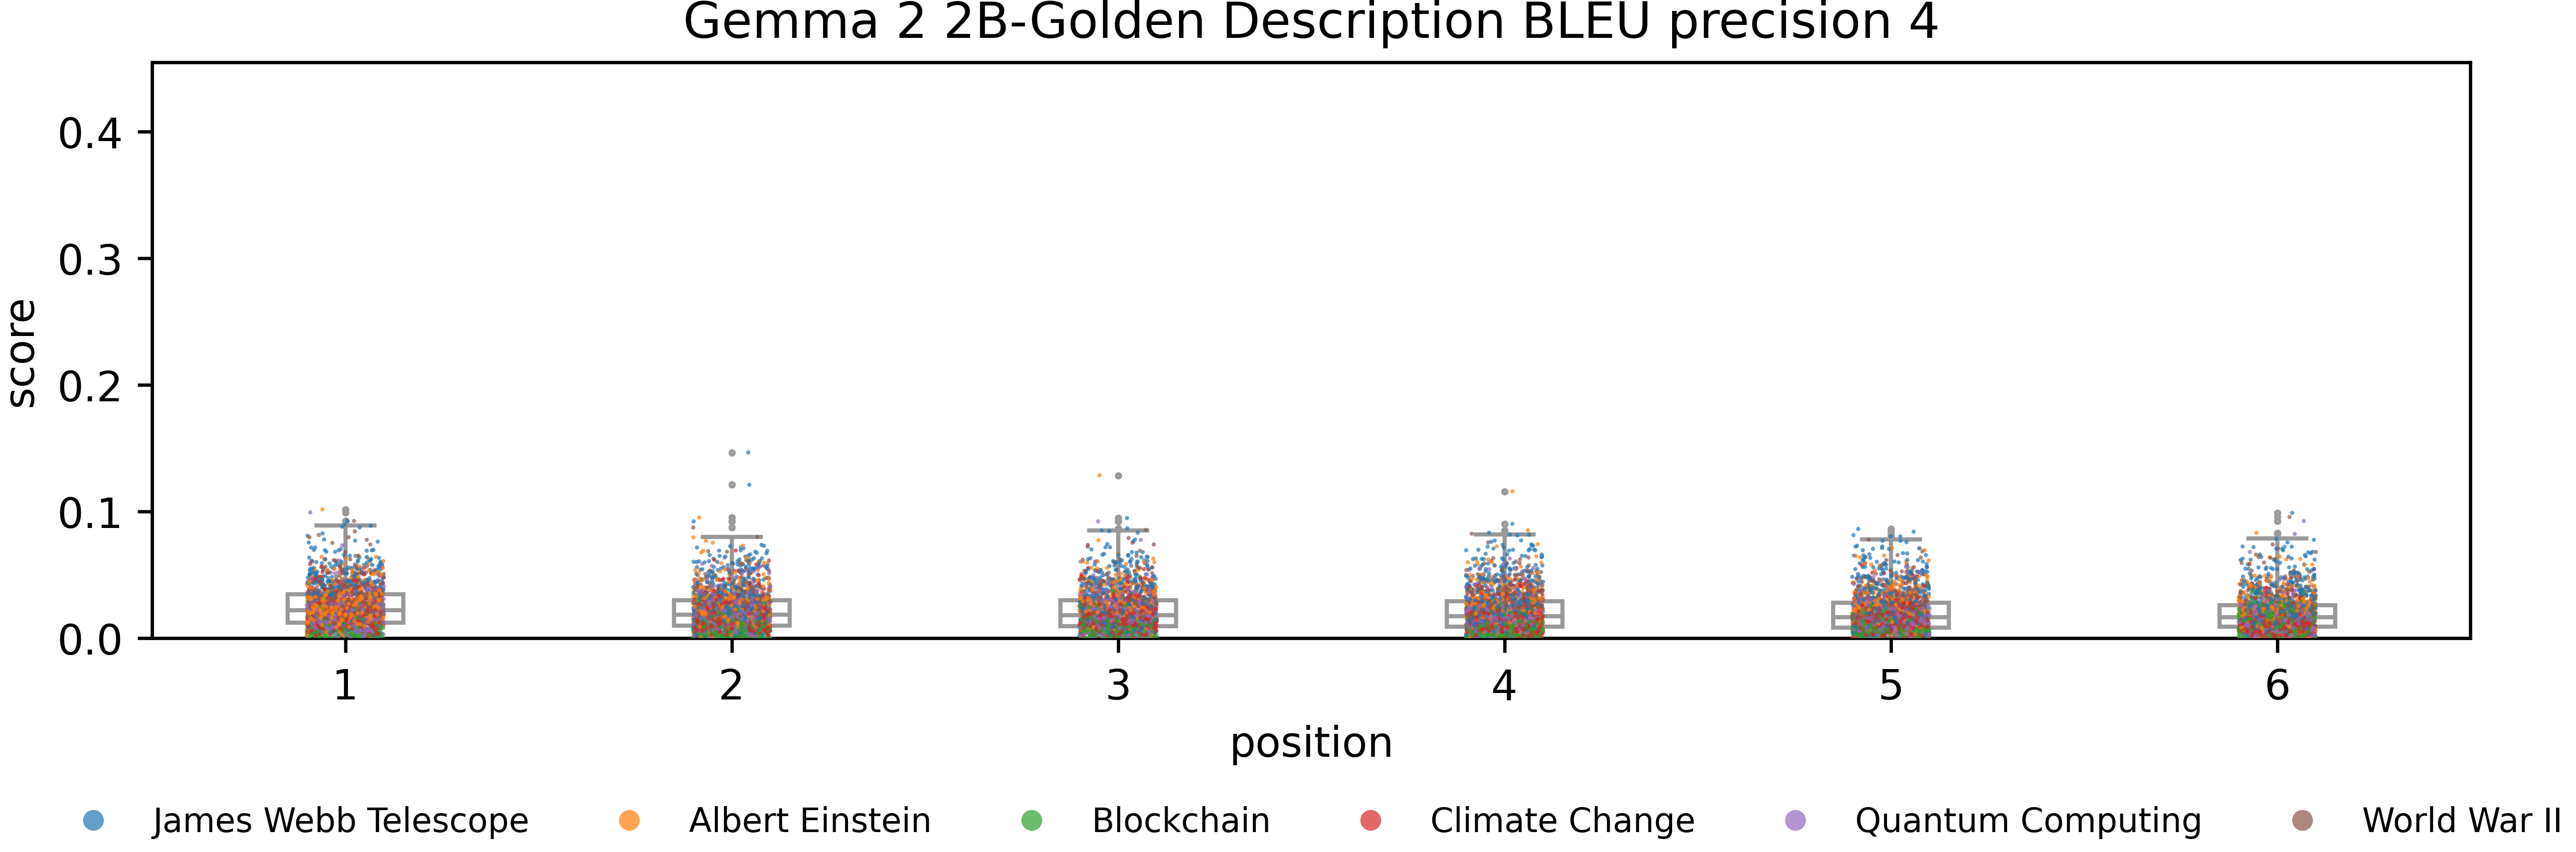 Gemma 2 2B-Golden Description BLEU precision 4
score
0.4
0.3
0.2
0.1
0.0
1 2 3 4 5 6
position
James Webb Telescope Albert Einstein Blockchain Climate Change Quantum Computing World War II